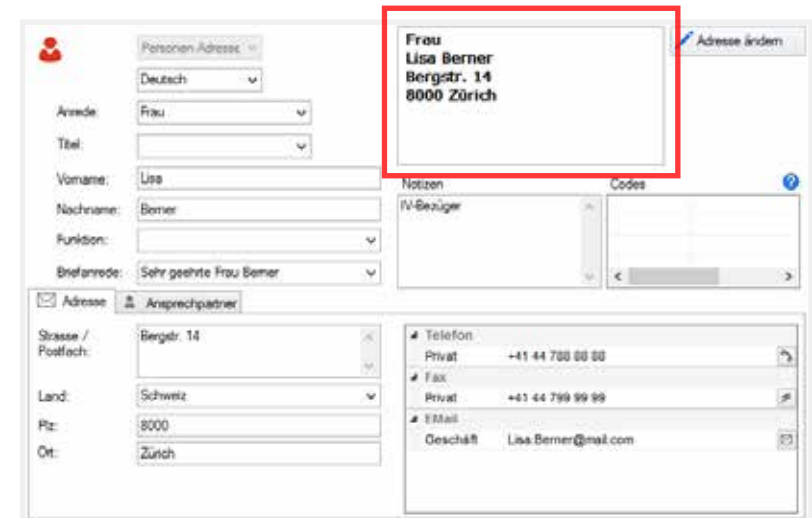 Personen Adresse
Deutsch
Anrede: Frau
Titel:
Vorname: Lisa
Nachname: Berner
Funktion:
Briefanrede: Sehr geehrte Frau Berner
Frau
Lisa Berner
Bergstr. 14
8000 Zürich
Adresse ändern
Notizen
IV-Bezüger
Codes
Adresse
Ansprechpartner
Strasse /
Postfach:
Bergstr. 14
Land: Schweiz
Plz: 8000
Ort: Zürich
Telefon
Privat +41 44 788 88 88
Fax
Privat +41 44 799 99 99
EMail
Geschäft Lisa.Berner@mail.com